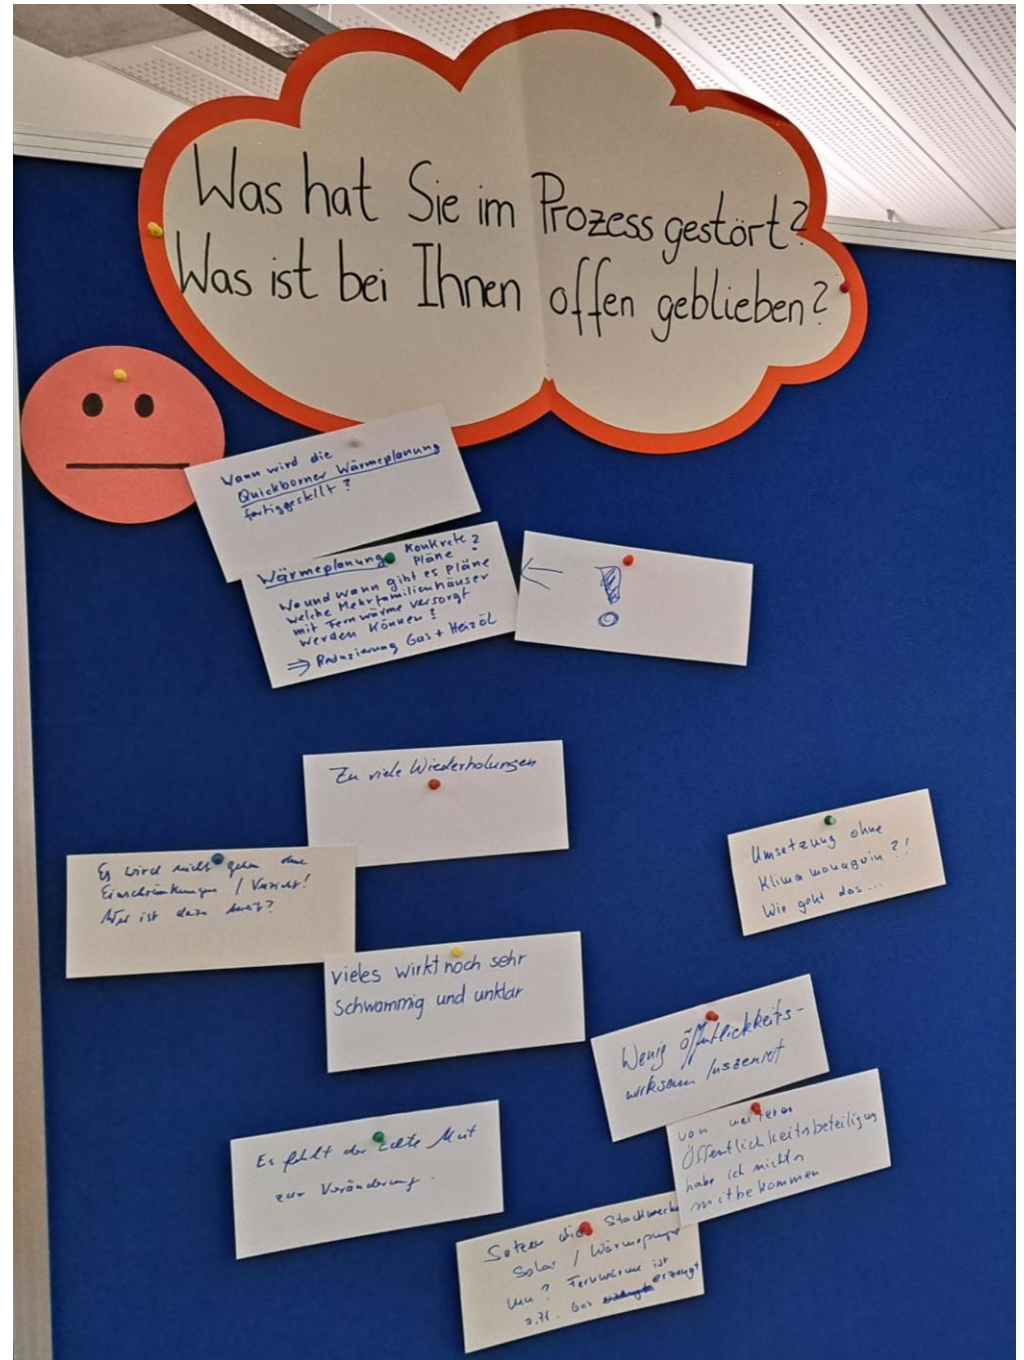 Was hat Sie im Prozess gestört?
Was ist bei Ihnen offen geblieben?
Wann wird die
Quickborner Wärmeplanung
fertiggestellt?
Wärmeplanung Konkrete
Pläne?
Wo und wann gibt es Pläne
welche Mehrfamilienhäuser
mit Fernwärme versorgt
werden können?
⇒ Reduzierung Gas + Heizöl
← !
Zu viele Wiederholungen
Es wird nicht gehen ohne
Einschränkungen / Verzicht!
Wer ist dazu bereit?
Umsetzung ohne
Klimamanagerin?!
Wie geht das...
vieles wirkt noch sehr
schwammig und unklar
Wenig öffentlichkeits-
wirksam inszeniert
von weiterer
Öffentlichkeitsbeteiligung
habe ich nichts
mitbekommen
Es fehlt der echte Mut
zur Veränderung.
Setzen die Stadtwerke
Solar / Wärmepumpe
um? Fernwärme ist
z.Zt. Gas erzeugt